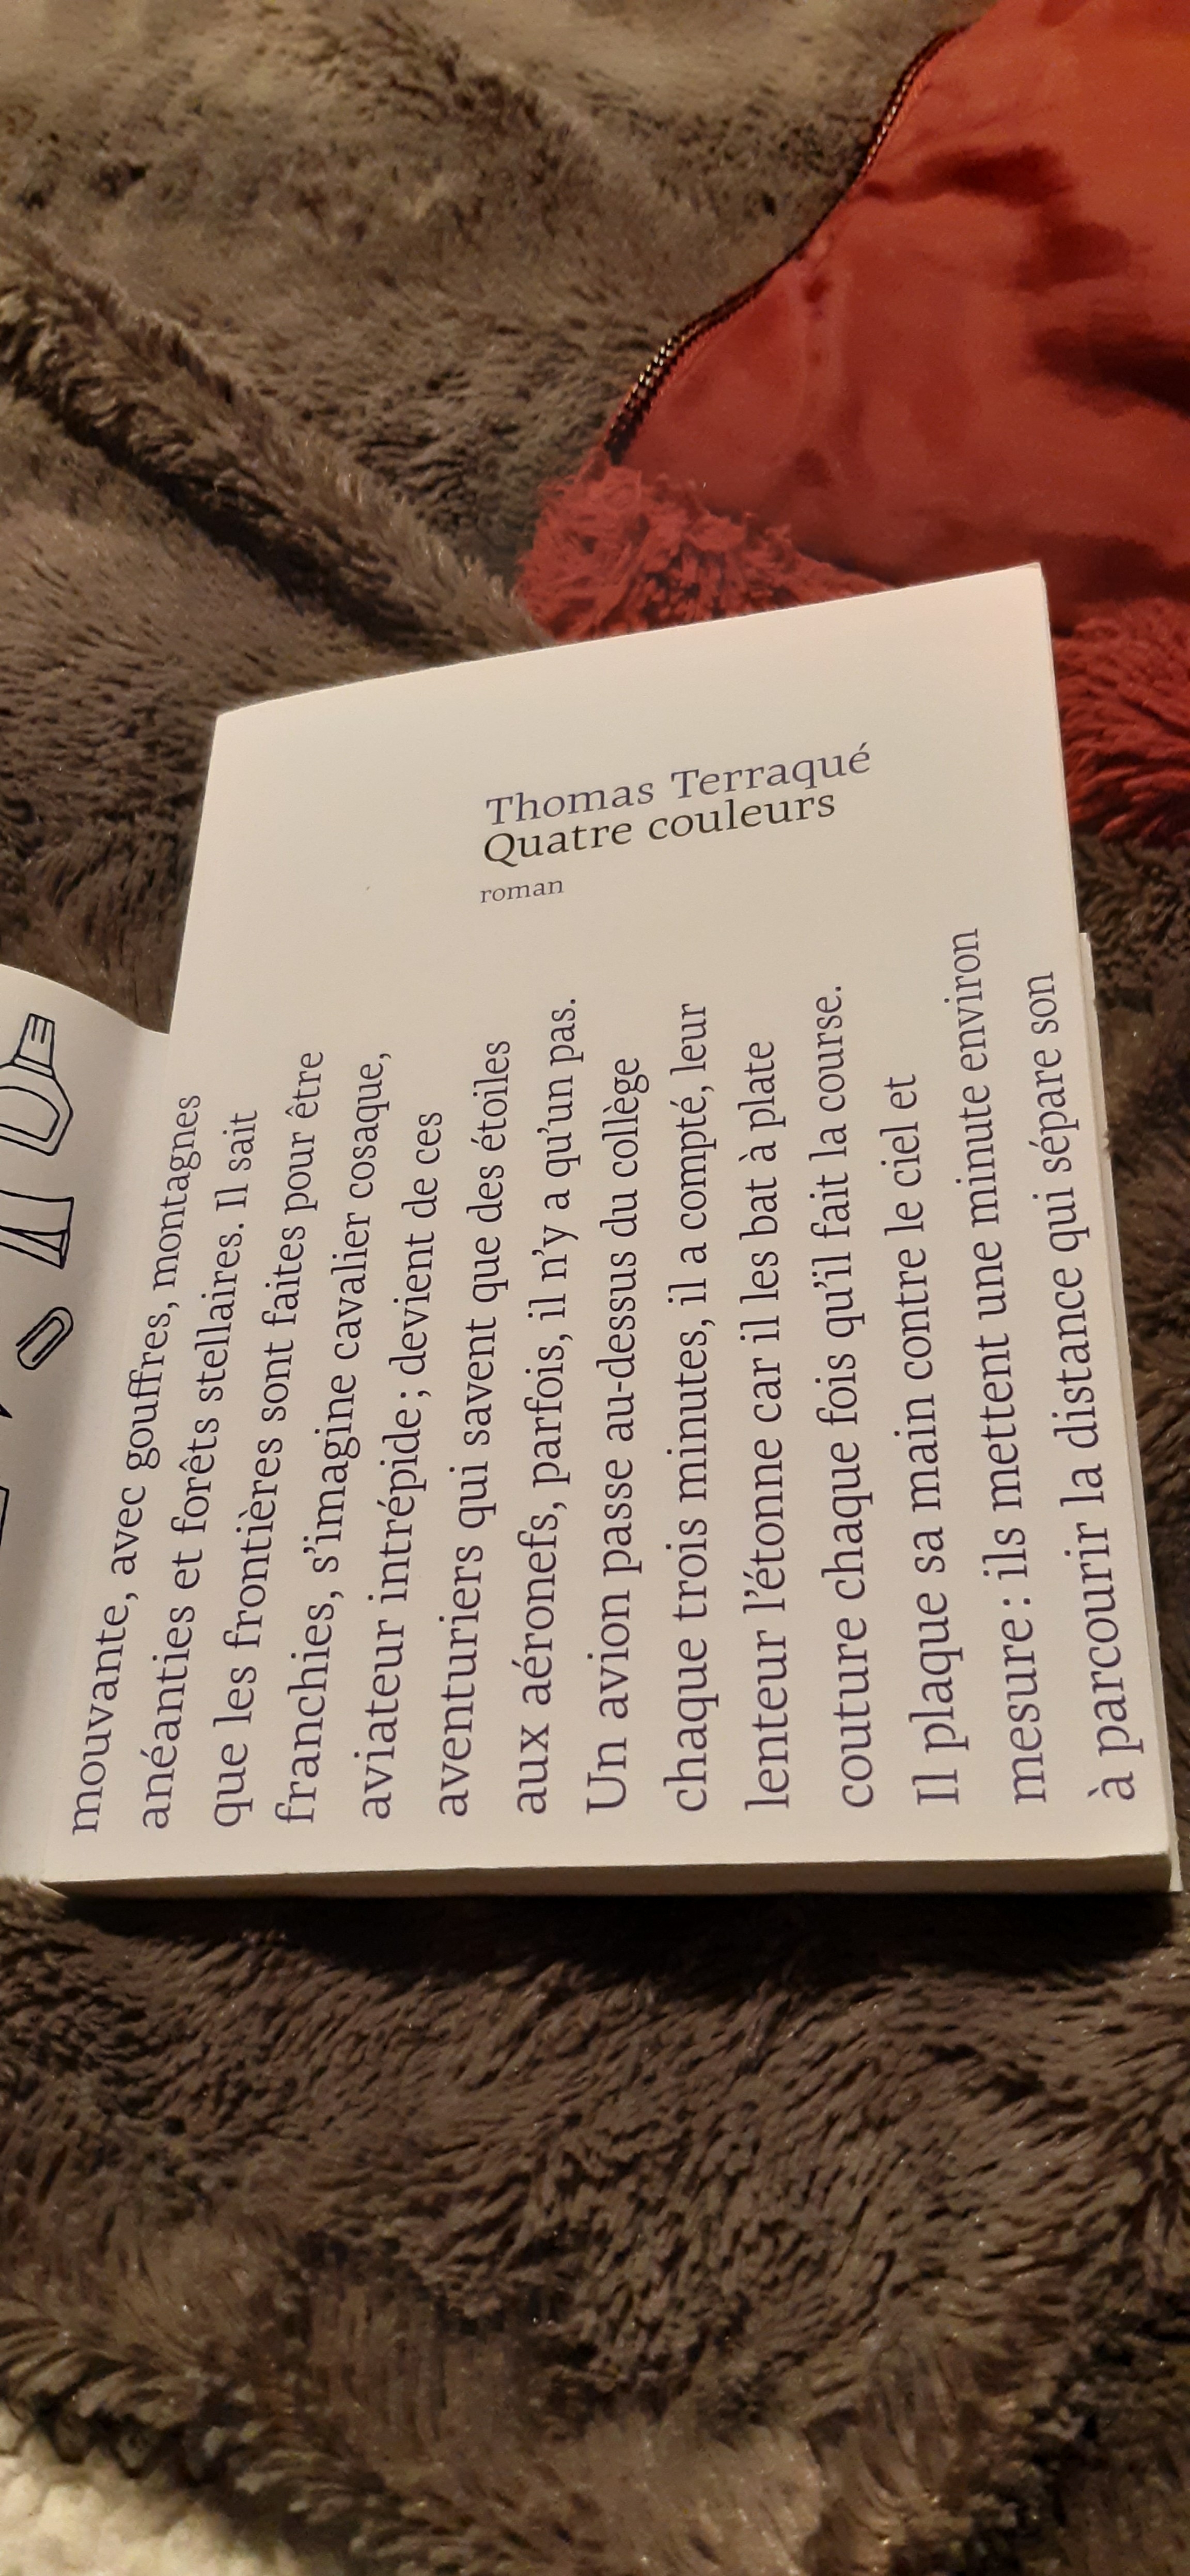 Thomas Terraqué
Quatre couleurs
roman
mouvante, avec gouffres, montagnes
anéanties et forêts stellaires. Il sait
que les frontières sont faites pour être
franchies, s’imagine cavalier cosaque,
aviateur intrépide ; devient de ces
aventuriers qui savent que des étoiles
aux aéronefs, parfois, il n’y a qu’un pas.
Un avion passe au-dessus du collège
chaque trois minutes, il a compté, leur
lenteur l’étonne car il les bat à plate
couture chaque fois qu’il fait la course.
Il plaque sa main contre le ciel et
mesure : ils mettent une minute environ
à parcourir la distance qui sépare son